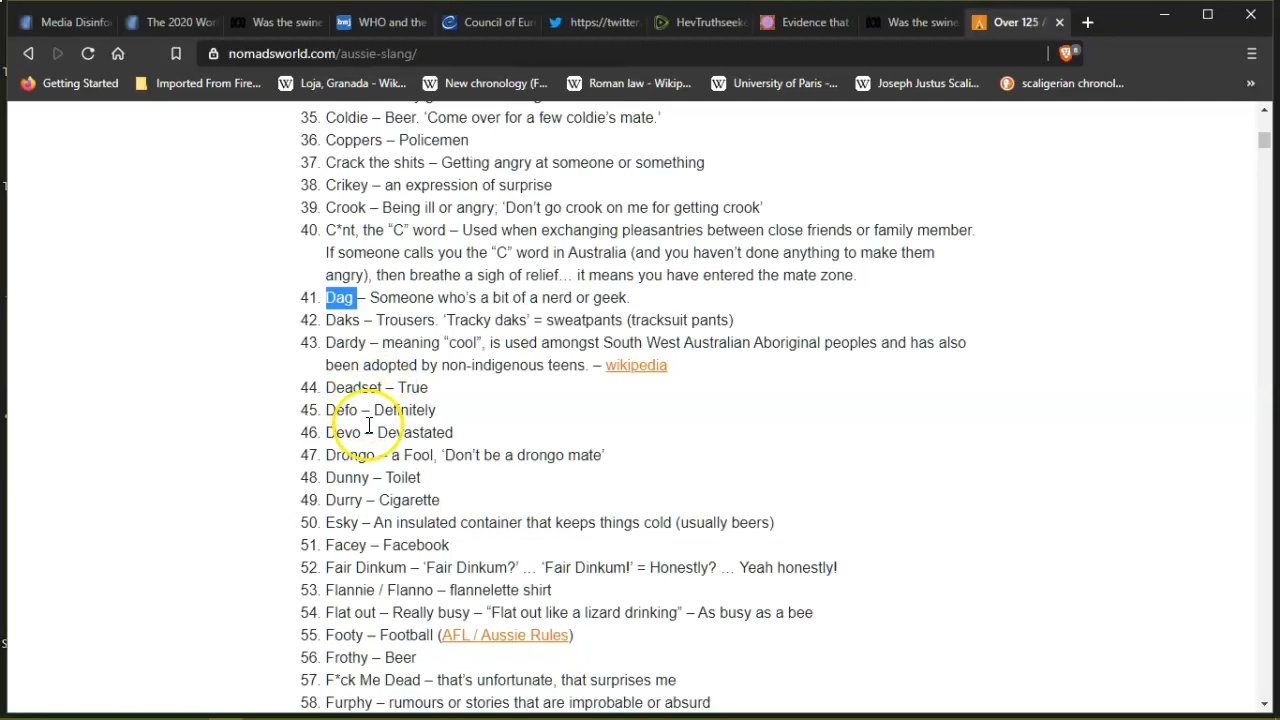 Media Disinfo
The 2020 Wor
Was the swine
WHO and the
Council of Eur
https://twitter
HevTruthseeke
Evidence that
Was the swine
Over 125 A
nomadsworld.com/aussie-slang/
Getting Started
Imported From Fire...
Loja, Granada - Wik...
New chronology (F...
Roman law - Wikip...
University of Paris -...
Joseph Justus Scali...
scaligerian chronol...
35. Coldie – Beer. ‘Come over for a few coldie’s mate.’
36. Coppers – Policemen
37. Crack the shits – Getting angry at someone or something
38. Crikey – an expression of surprise
39. Crook – Being ill or angry; ‘Don’t go crook on me for getting crook’
40. C*nt, the “C” word – Used when exchanging pleasantries between close friends or family member.
If someone calls you the “C” word in Australia (and you haven’t done anything to make them
angry), then breathe a sigh of relief… it means you have entered the mate zone.
41. Dag – Someone who’s a bit of a nerd or geek.
42. Daks – Trousers. ‘Tracky daks’ = sweatpants (tracksuit pants)
43. Dardy – meaning “cool”, is used amongst South West Australian Aboriginal peoples and has also
been adopted by non-indigenous teens. – wikipedia
44. Deadset – True
45. Defo – Definitely
46. Devo – Devastated
47. Drongo – a Fool, ‘Don’t be a drongo mate’
48. Dunny – Toilet
49. Durry – Cigarette
50. Esky – An insulated container that keeps things cold (usually beers)
51. Facey – Facebook
52. Fair Dinkum – ‘Fair Dinkum?’ … ‘Fair Dinkum!’ = Honestly? … Yeah honestly!
53. Flannie / Flanno – flannelette shirt
54. Flat out – Really busy – “Flat out like a lizard drinking” – As busy as a bee
55. Footy – Football (AFL / Aussie Rules)
56. Frothy – Beer
57. F*ck Me Dead – that’s unfortunate, that surprises me
58. Furphy – rumours or stories that are improbable or absurd